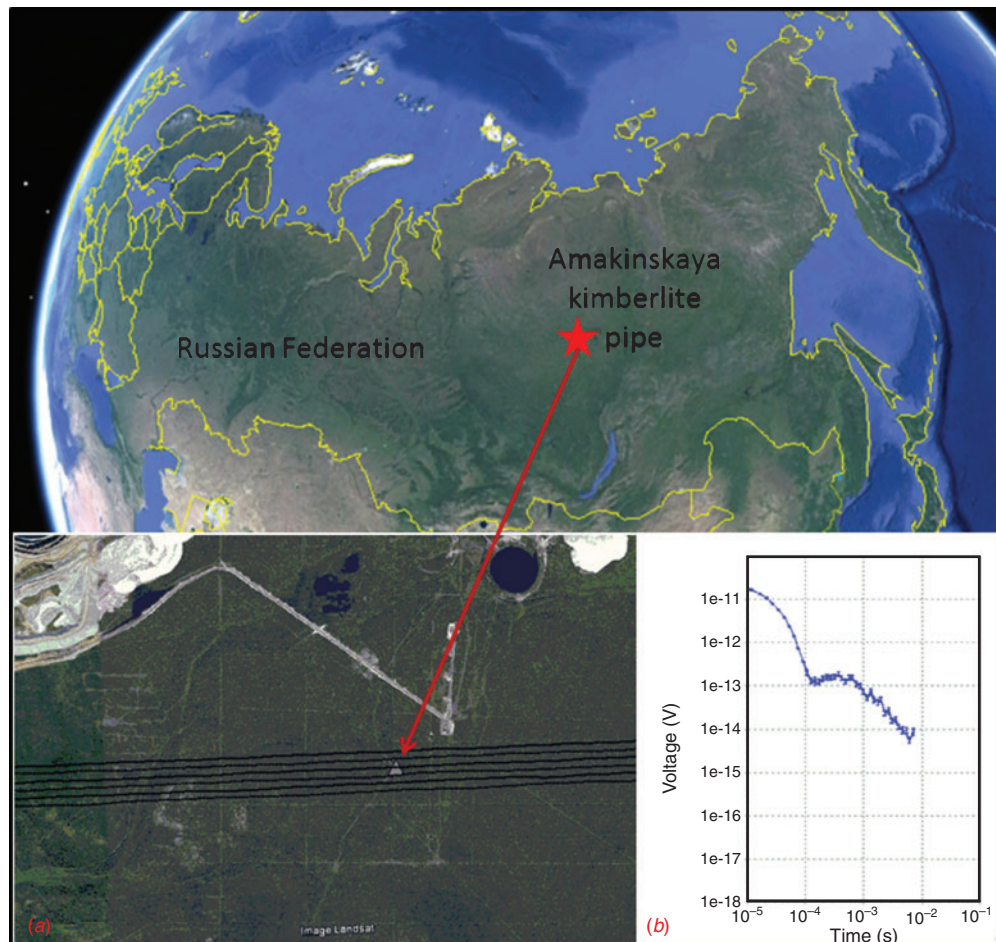 Amakinskaya
kimberlite
pipe
Russian Federation
(a)
Image Landsat
(b)
Voltage (V)
1e-11
1e-12
1e-13
1e-14
1e-15
1e-16
1e-17
1e-18
10⁻⁵ 10⁻⁴ 10⁻³ 10⁻² 10⁻¹
Time (s)